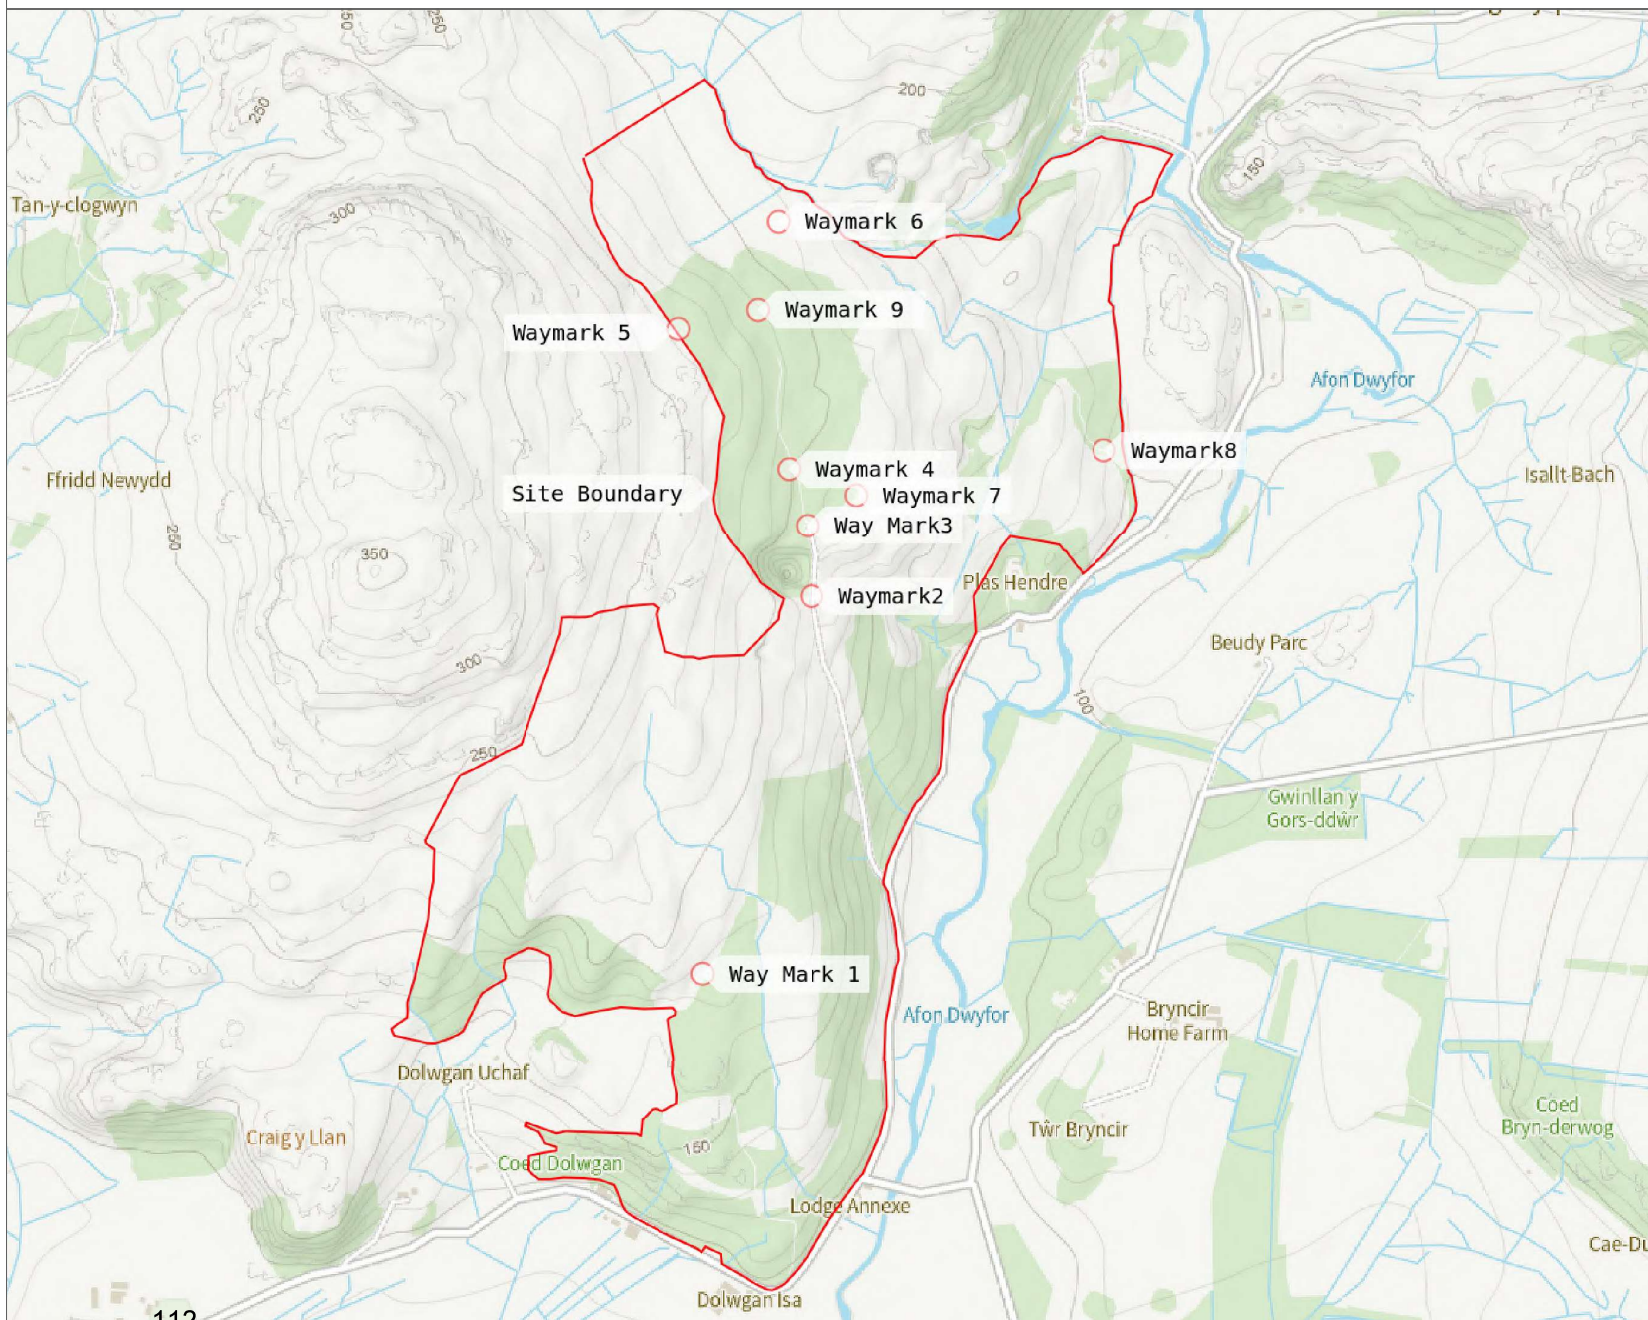 250
250
200
250
150
Tan-y-clogwyn
300
Waymark 6
Waymark 9
Waymark 5
Afon Dwyfor
Waymark8
Waymark 4
Isallt-Bach
Ffridd Newydd
Site Boundary
Waymark 7
Way Mark3
250
350
Plas Hendre
Waymark2
Beudy Parc
300
100
250
Gwinllan y
Gors-ddŵr
Way Mark 1
Afon Dwyfor
Bryncir
Home Farm
Dolwgan Uchaf
Coed
Bryn-derwog
Craig y Llan
Tŵr Bryncir
150
Coed Dolwgan
Lodge Annexe
Cae-Du
Dolwgan Isa
112